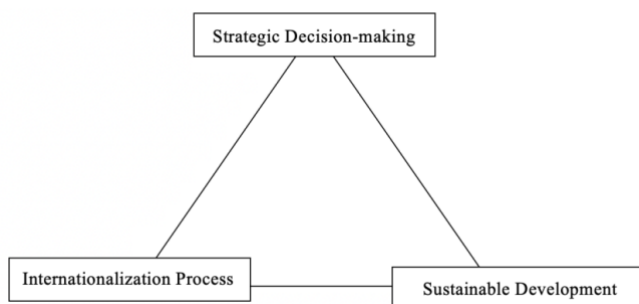 Strategic Decision-making
Internationalization Process
Sustainable Development